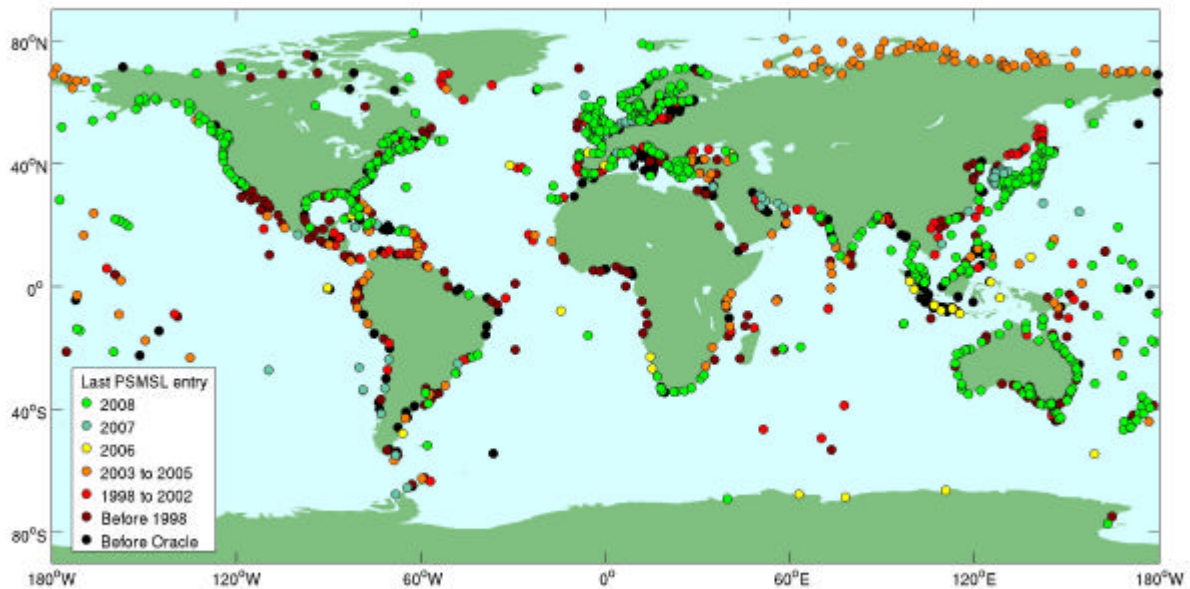 80°N
40°N
0°
40°S
80°S
Last PSMSL entry
2008
2007
2006
2003 to 2005
1998 to 2002
Before 1998
Before Oracle
180°W 120°W 60°W 0° 60°E 120°E 180°W